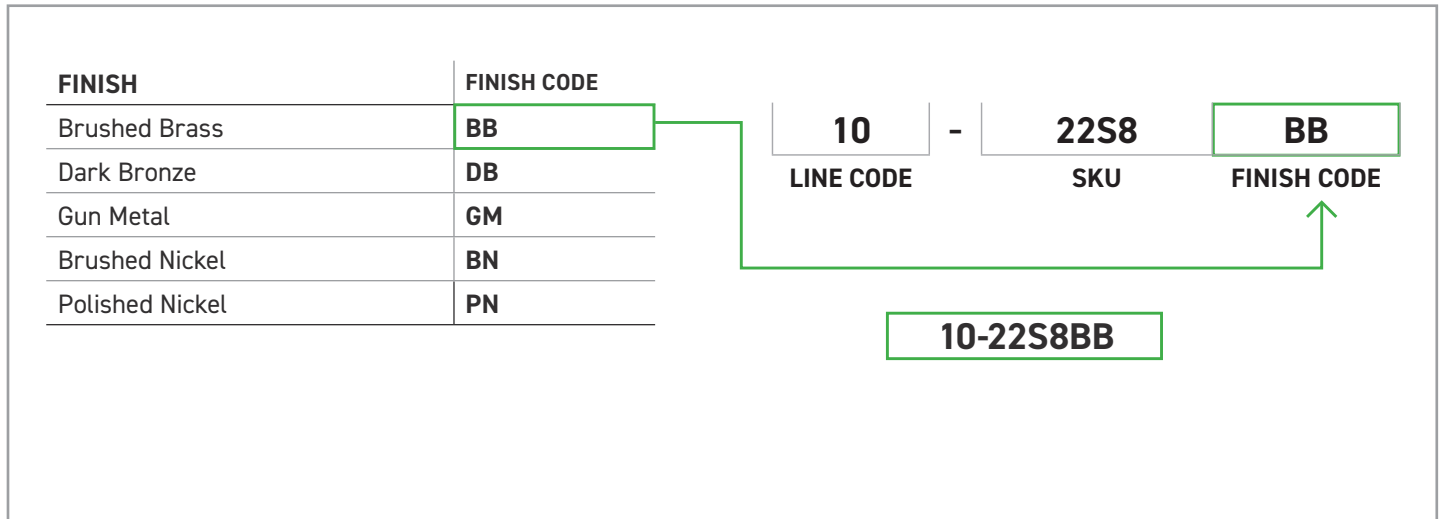 FINISH FINISH CODE
Brushed Brass BB
Dark Bronze DB
Gun Metal GM
Brushed Nickel BN
Polished Nickel PN
10 - 22S8 BB
LINE CODE SKU FINISH CODE
10-22S8BB